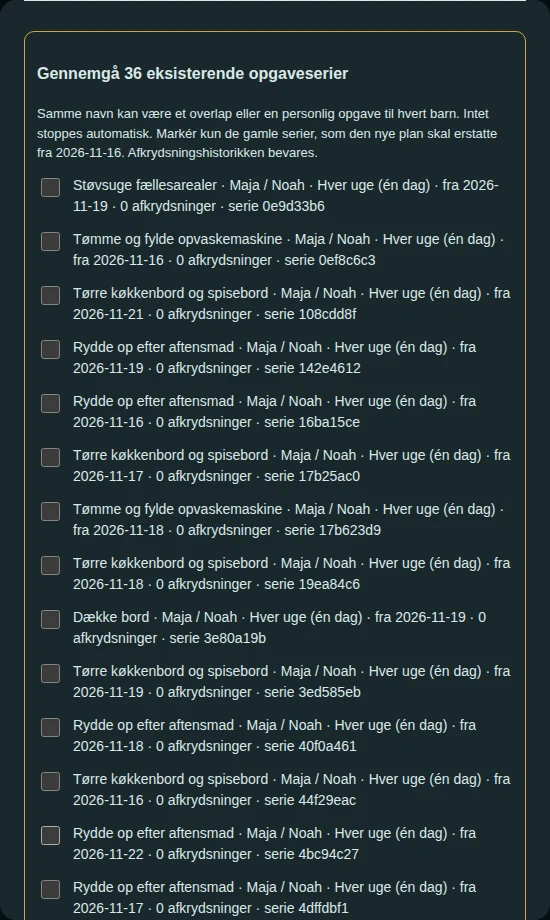 Gennemgå 36 eksisterende opgaveserier
Samme navn kan være et overlap eller en personlig opgave til hvert barn. Intet
stoppes automatisk. Markér kun de gamle serier, som den nye plan skal erstatte
fra 2026-11-16. Afkrydsningshistorikken bevares.
Støvsuge fællesarealer · Maja / Noah · Hver uge (én dag) · fra 2026-
11-19 · 0 afkrydsninger · serie 0e9d33b6
Tømme og fylde opvaskemaskine · Maja / Noah · Hver uge (én dag) ·
fra 2026-11-16 · 0 afkrydsninger · serie 0ef8c6c3
Tørre køkkenbord og spisebord · Maja / Noah · Hver uge (én dag) · fra
2026-11-21 · 0 afkrydsninger · serie 108cdd8f
Rydde op efter aftensmad · Maja / Noah · Hver uge (én dag) · fra
2026-11-19 · 0 afkrydsninger · serie 142e4612
Rydde op efter aftensmad · Maja / Noah · Hver uge (én dag) · fra
2026-11-16 · 0 afkrydsninger · serie 16ba15ce
Tørre køkkenbord og spisebord · Maja / Noah · Hver uge (én dag) · fra
2026-11-17 · 0 afkrydsninger · serie 17b25ac0
Tømme og fylde opvaskemaskine · Maja / Noah · Hver uge (én dag) ·
fra 2026-11-18 · 0 afkrydsninger · serie 17b623d9
Tørre køkkenbord og spisebord · Maja / Noah · Hver uge (én dag) · fra
2026-11-18 · 0 afkrydsninger · serie 19ea84c6
Dække bord · Maja / Noah · Hver uge (én dag) · fra 2026-11-19 · 0
afkrydsninger · serie 3e80a19b
Tørre køkkenbord og spisebord · Maja / Noah · Hver uge (én dag) · fra
2026-11-19 · 0 afkrydsninger · serie 3ed585eb
Rydde op efter aftensmad · Maja / Noah · Hver uge (én dag) · fra
2026-11-18 · 0 afkrydsninger · serie 40f0a461
Tørre køkkenbord og spisebord · Maja / Noah · Hver uge (én dag) · fra
2026-11-16 · 0 afkrydsninger · serie 44f29eac
Rydde op efter aftensmad · Maja / Noah · Hver uge (én dag) · fra
2026-11-22 · 0 afkrydsninger · serie 4bc94c27
Rydde op efter aftensmad · Maja / Noah · Hver uge (én dag) · fra
2026-11-17 · 0 afkrydsninger · serie 4dffdbf1